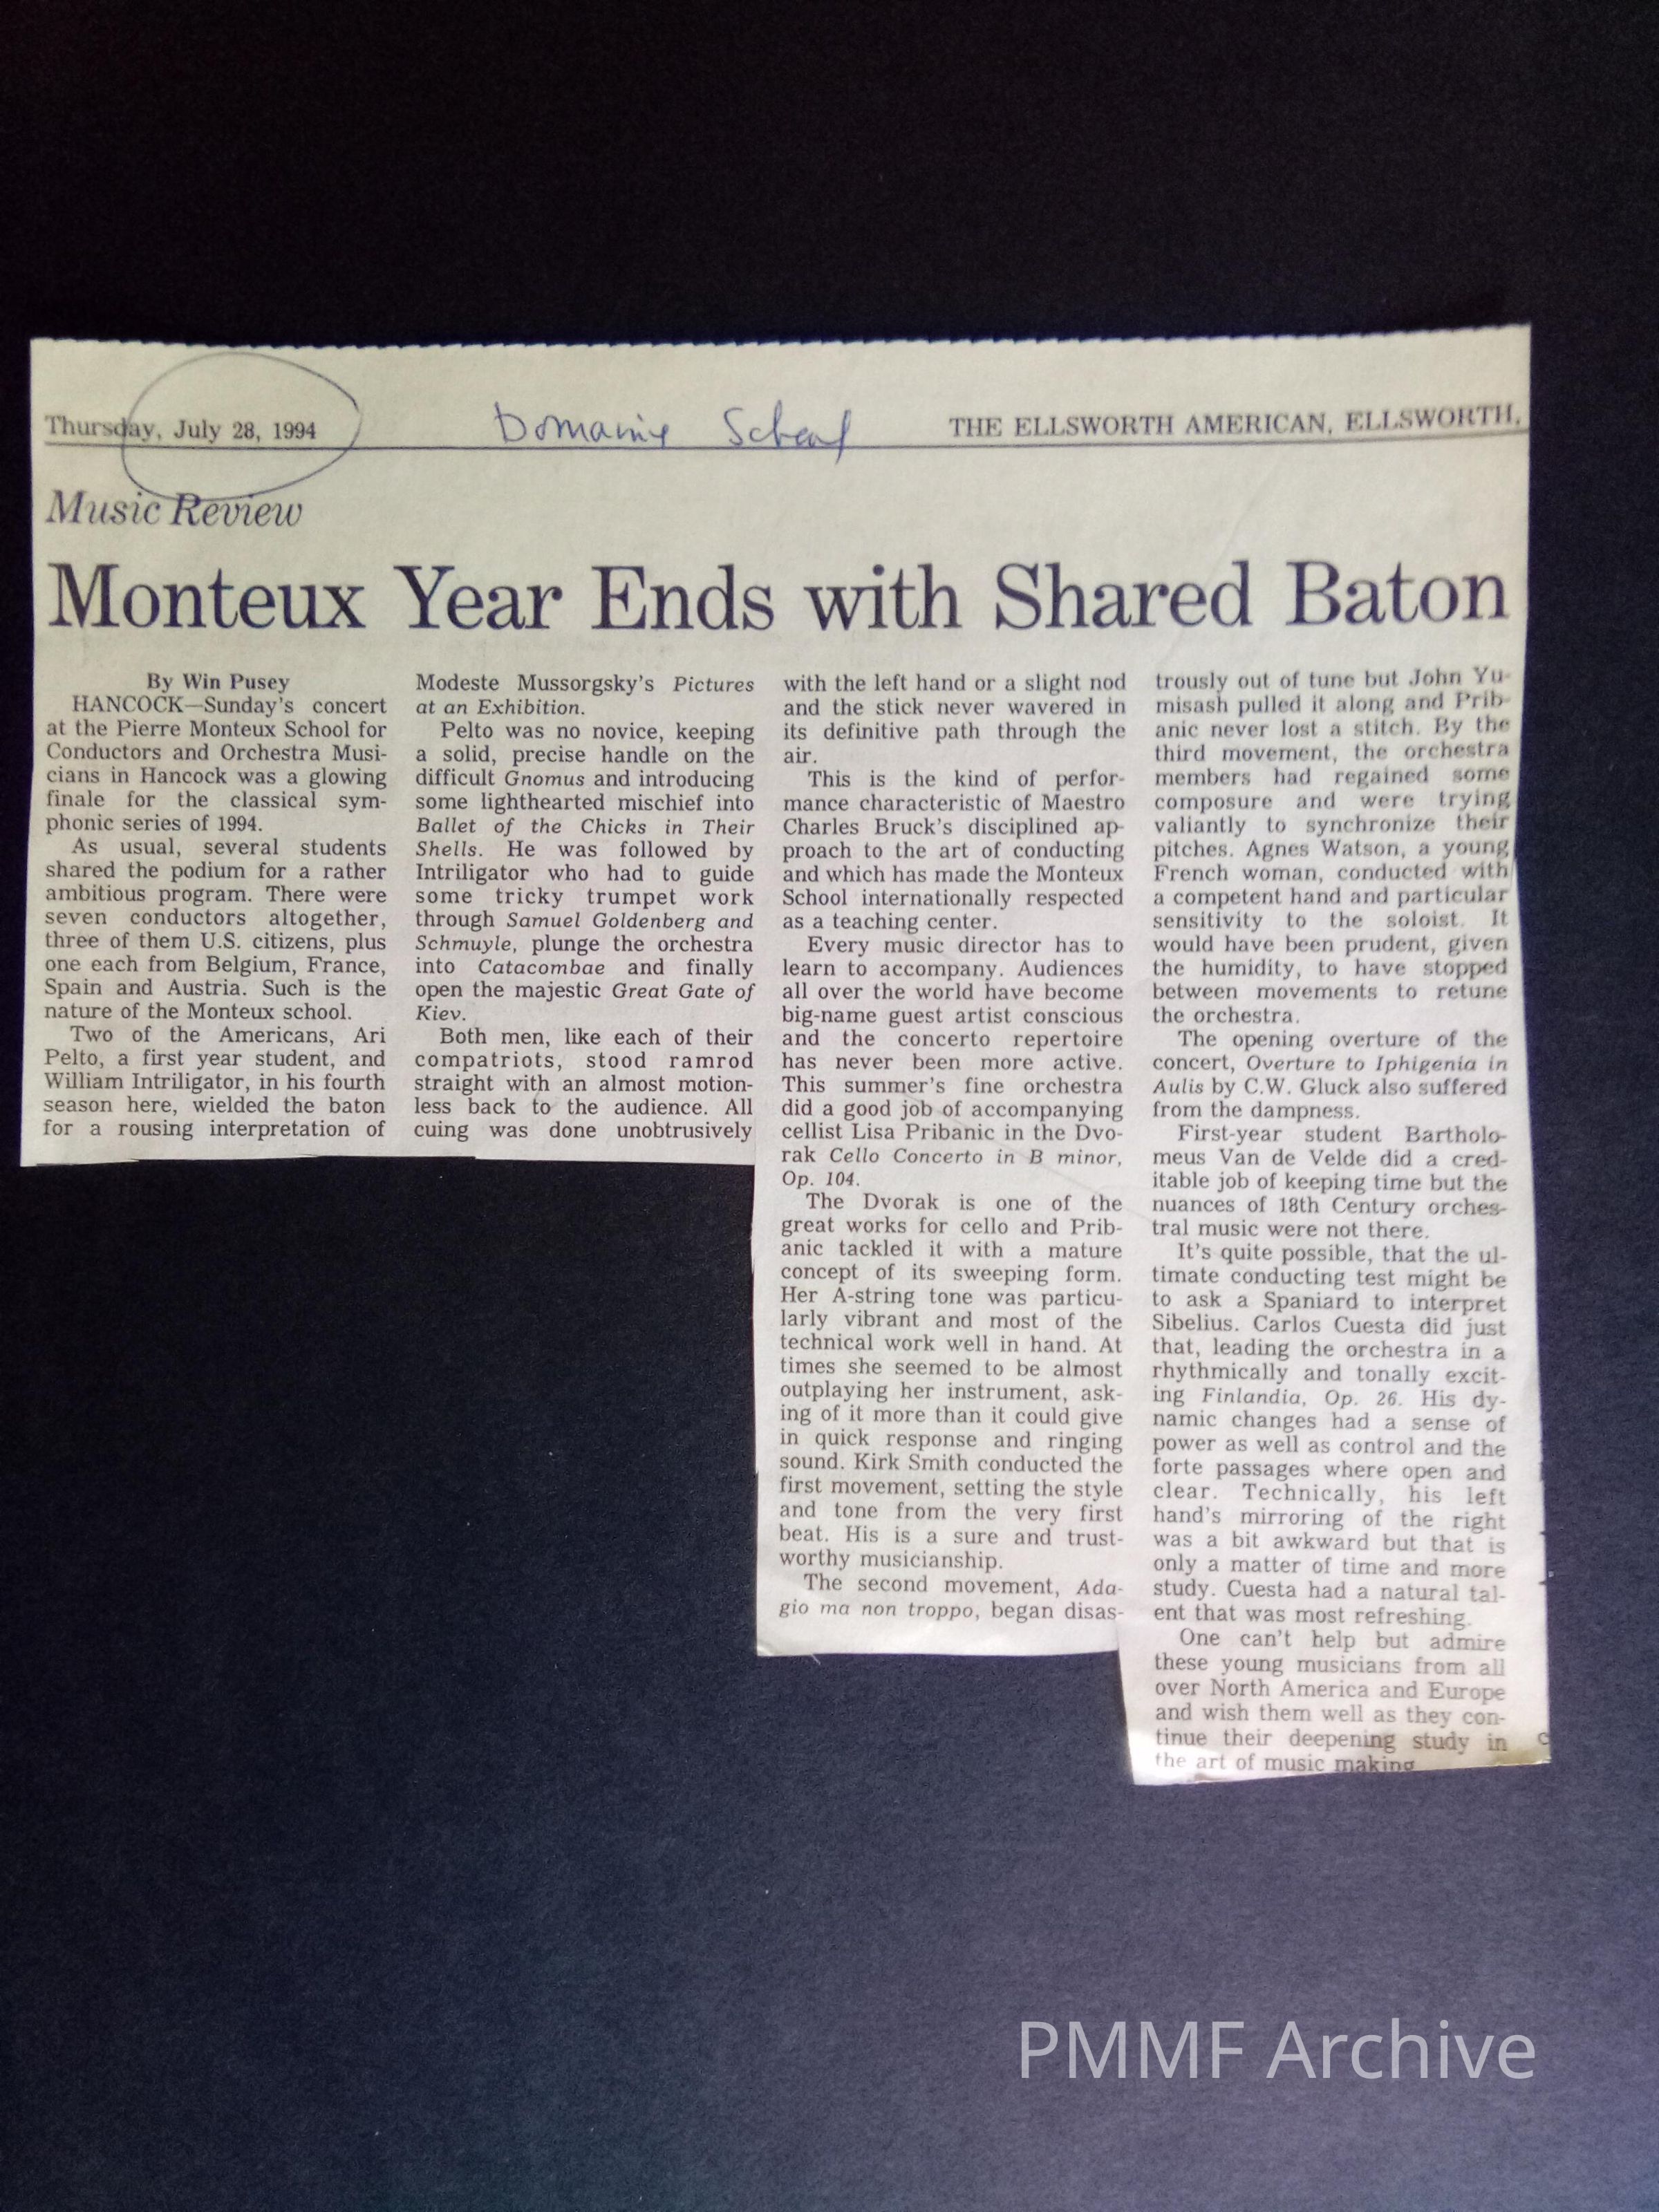 Thursday, July 28, 1994
Domaine School
THE ELLSWORTH AMERICAN, ELLSWORTH,
Music Review
Monteux Year Ends with Shared Baton
By Win Pusey
HANCOCK—Sunday's concert
at the Pierre Monteux School for
Conductors and Orchestra Musi-
cians in Hancock was a glowing
finale for the classical sym-
phonic series of 1994.
As usual, several students
shared the podium for a rather
ambitious program. There were
seven conductors altogether,
three of them U.S. citizens, plus
one each from Belgium, France,
Spain and Austria. Such is the
nature of the Monteux school.
Two of the Americans, Ari
Pelto, a first year student, and
William Intriligator, in his fourth
season here, wielded the baton
for a rousing interpretation of
Modeste Mussorgsky's Pictures
at an Exhibition.
Pelto was no novice, keeping
a solid, precise handle on the
difficult Gnomus and introducing
some lighthearted mischief into
Ballet of the Chicks in Their
Shells. He was followed by
Intriligator who had to guide
some tricky trumpet work
through Samuel Goldenberg and
Schmuyle, plunge the orchestra
into Catacombae and finally
open the majestic Great Gate of
Kiev.
Both men, like each of their
compatriots, stood ramrod
straight with an almost motion-
less back to the audience. All
cuing was done unobtrusively
with the left hand or a slight nod
and the stick never wavered in
its definitive path through the
air.
This is the kind of perfor-
mance characteristic of Maestro
Charles Bruck's disciplined ap-
proach to the art of conducting
and which has made the Monteux
School internationally respected
as a teaching center.
Every music director has to
learn to accompany. Audiences
all over the world have become
big-name guest artist conscious
and the concerto repertoire
has never been more active.
This summer's fine orchestra
did a good job of accompanying
cellist Lisa Pribanic in the Dvo-
rak Cello Concerto in B minor,
Op. 104.
The Dvorak is one of the
great works for cello and Prib-
anic tackled it with a mature
concept of its sweeping form.
Her A-string tone was particu-
larly vibrant and most of the
technical work well in hand. At
times she seemed to be almost
outplaying her instrument, ask-
ing of it more than it could give
in quick response and ringing
sound. Kirk Smith conducted the
first movement, setting the style
and tone from the very first
beat. His is a sure and trust-
worthy musicianship.
The second movement, Ada-
gio ma non troppo, began disas-
trously out of tune but John Yu-
misash pulled it along and Prib-
anic never lost a stitch. By the
third movement, the orchestra
members had regained some
composure and were trying
valiantly to synchronize their
pitches. Agnes Watson, a young
French woman, conducted with
a competent hand and particular
sensitivity to the soloist. It
would have been prudent, given
the humidity, to have stopped
between movements to retune
the orchestra.
The opening overture of the
concert, Overture to Iphigenia in
Aulis by C.W. Gluck also suffered
from the dampness.
First-year student Bartholo-
meus Van de Velde did a cred-
itable job of keeping time but the
nuances of 18th Century orches-
tral music were not there.
It's quite possible, that the ul-
timate conducting test might be
to ask a Spaniard to interpret
Sibelius. Carlos Cuesta did just
that, leading the orchestra in a
rhythmically and tonally excit-
ing Finlandia, Op. 26. His dy-
namic changes had a sense of
power as well as control and the
forte passages where open and
clear. Technically, his left
hand's mirroring of the right
was a bit awkward but that is
only a matter of time and more
study. Cuesta had a natural tal-
ent that was most refreshing.
One can't help but admire
these young musicians from all
over North America and Europe
and wish them well as they con-
tinue their deepening study in
the art of music making
PMMF Archive